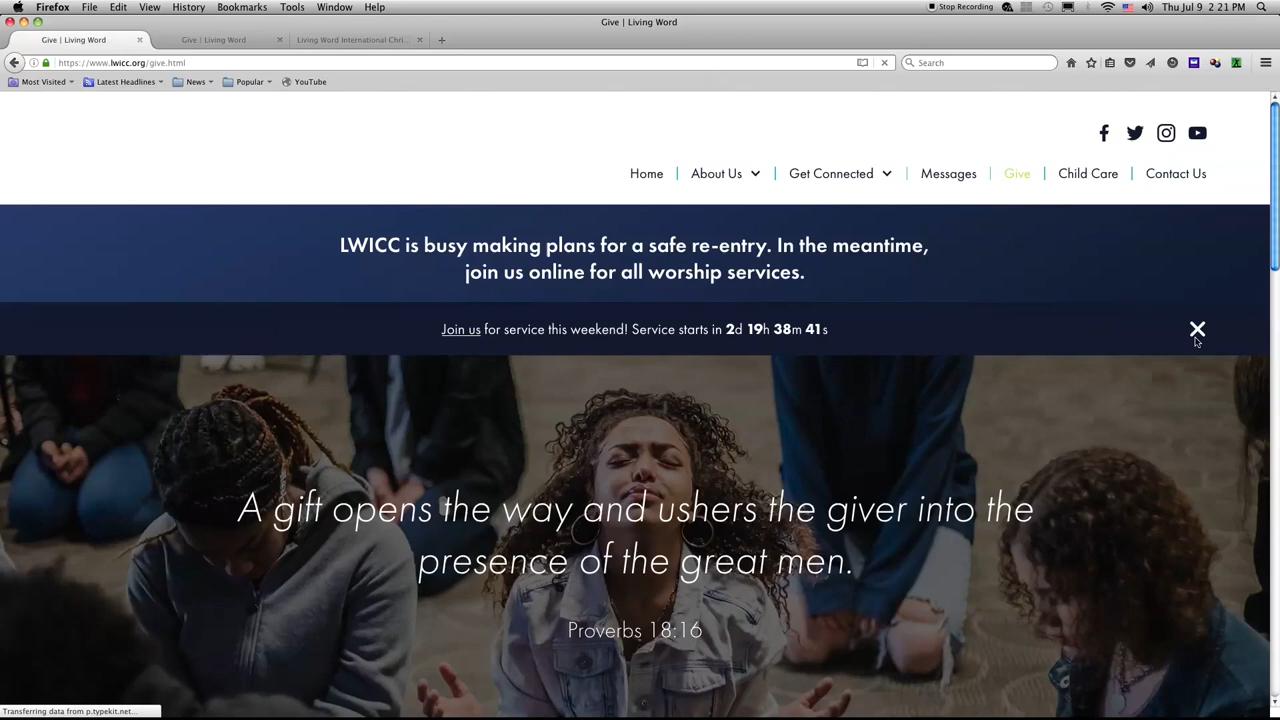 Firefox File Edit View History Bookmarks Tools Window Help Stop Recording Thu Jul 9 2:21 PM
Give | Living Word
Give | Living Word Give | Living Word Living Word International Chri...
https://www.lwicc.org/give.html Search
Most Visited Latest Headlines News Popular YouTube
Home About Us Get Connected Messages Give Child Care Contact Us
LWICC is busy making plans for a safe re-entry. In the meantime,
join us online for all worship services.
Join us for service this weekend! Service starts in 2d 19h 38m 41s
A gift opens the way and ushers the giver into the
presence of the great men.
Proverbs 18:16
Transferring data from p.typekit.net...